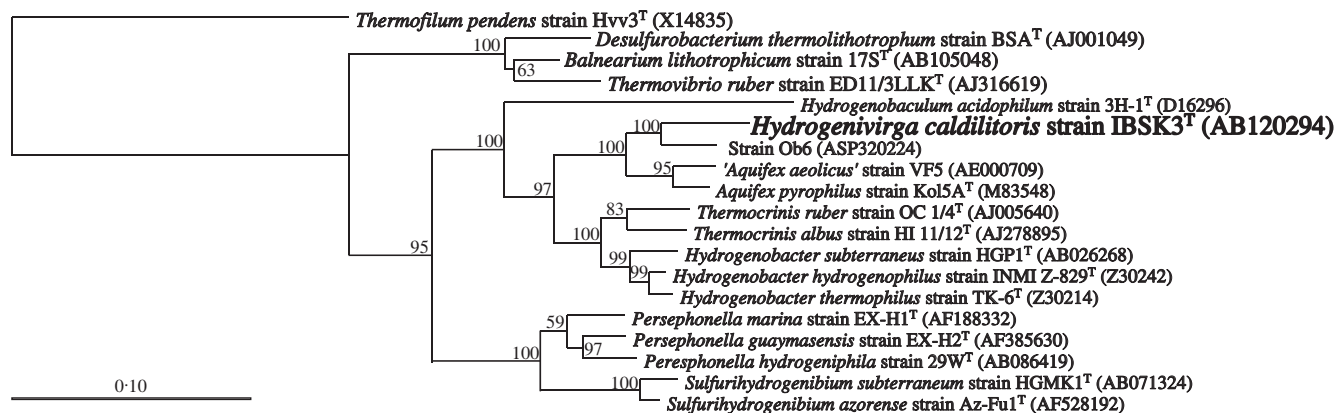 Thermofilum pendens strain Hvv3ᵀ (X14835)
100
Desulfurobacterium thermolithotrophum strain BSAᵀ (AJ001049)
Balnearium lithotrophicum strain 17Sᵀ (AB105048)
63
Thermovibrio ruber strain ED11/3LLKᵀ (AJ316619)
Hydrogenobaculum acidophilum strain 3H-1ᵀ (D16296)
100
Hydrogenivirga caldilitoris strain IBSK3ᵀ (AB120294)
100
100
Strain Ob6 (ASP320224)
95
'Aquifex aeolicus' strain VF5 (AE000709)
97
Aquifex pyrophilus strain Kol5Aᵀ (M83548)
83
Thermocrinis ruber strain OC 1/4ᵀ (AJ005640)
100
Thermocrinis albus strain HI 11/12ᵀ (AJ278895)
95
99
Hydrogenobacter subterraneus strain HGP1ᵀ (AB026268)
99
Hydrogenobacter hydrogenophilus strain INMI Z-829ᵀ (Z30242)
Hydrogenobacter thermophilus strain TK-6ᵀ (Z30214)
59
Persephonella marina strain EX-H1ᵀ (AF188332)
Persephonella guaymasensis strain EX-H2ᵀ (AF385630)
100
97
Peresphonella hydrogeniphila strain 29Wᵀ (AB086419)
100
Sulfurihydrogenibium subterraneum strain HGMK1ᵀ (AB071324)
Sulfurihydrogenibium azorense strain Az-Fu1ᵀ (AF528192)
0·10